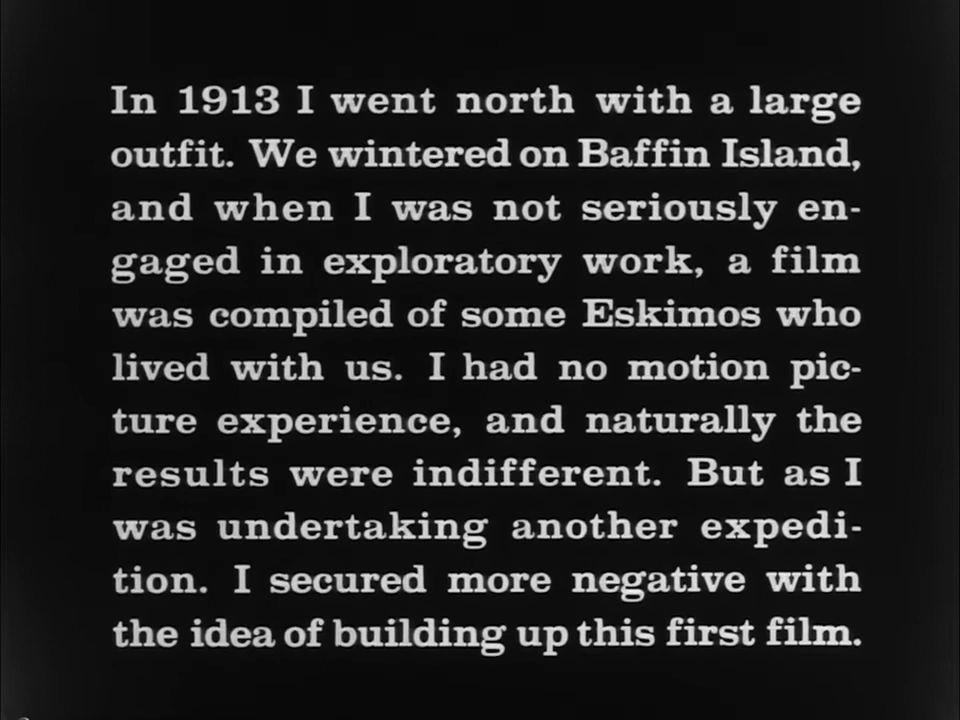 In 1913 I went north with a large
outfit. We wintered on Baffin Island,
and when I was not seriously en-
gaged in exploratory work, a film
was compiled of some Eskimos who
lived with us. I had no motion pic-
ture experience, and naturally the
results were indifferent. But as I
was undertaking another expedi-
tion. I secured more negative with
the idea of building up this first film.